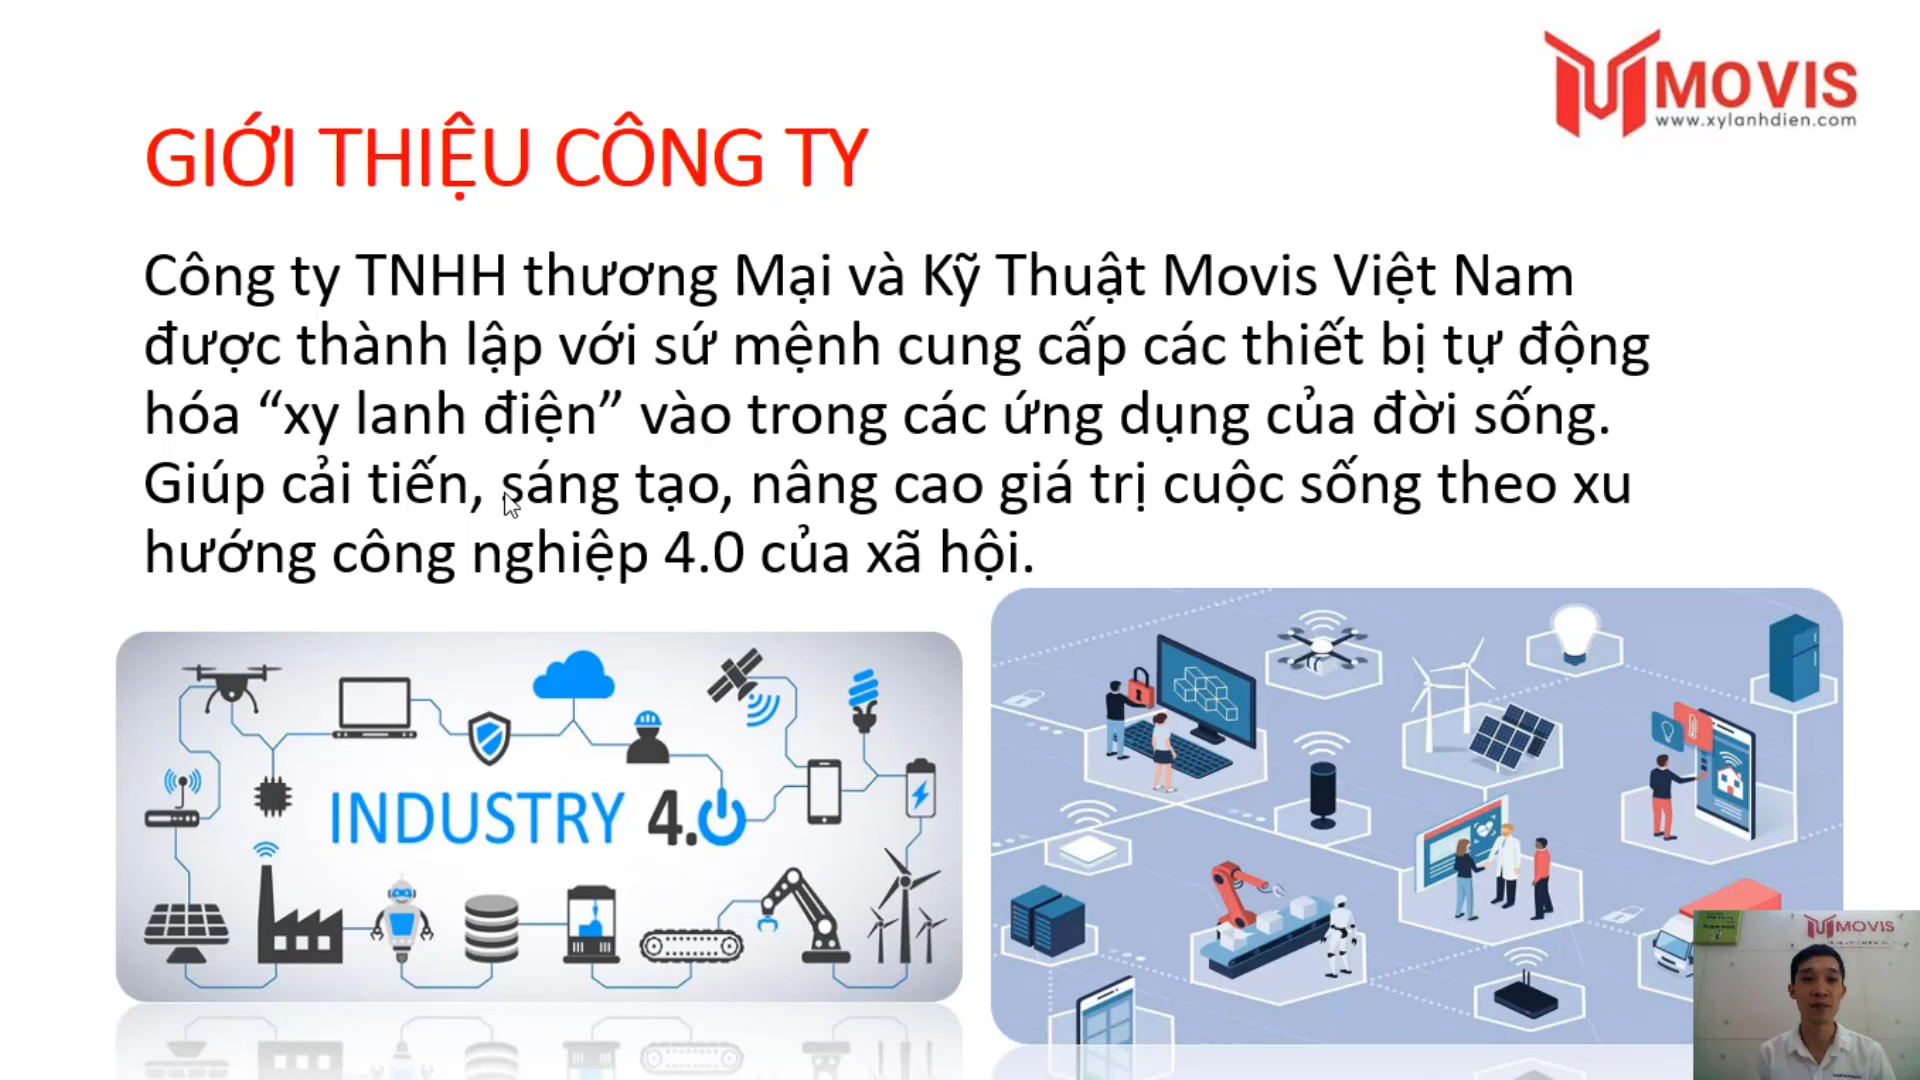 MOVIS
www.xylanhdien.com
GIỚI THIỆU CÔNG TY
Công ty TNHH thương Mại và Kỹ Thuật Movis Việt Nam
được thành lập với sứ mệnh cung cấp các thiết bị tự động
hóa “xy lanh điện” vào trong các ứng dụng của đời sống.
Giúp cải tiến, sáng tạo, nâng cao giá trị cuộc sống theo xu
hướng công nghiệp 4.0 của xã hội.
INDUSTRY 4.0
MOVIS